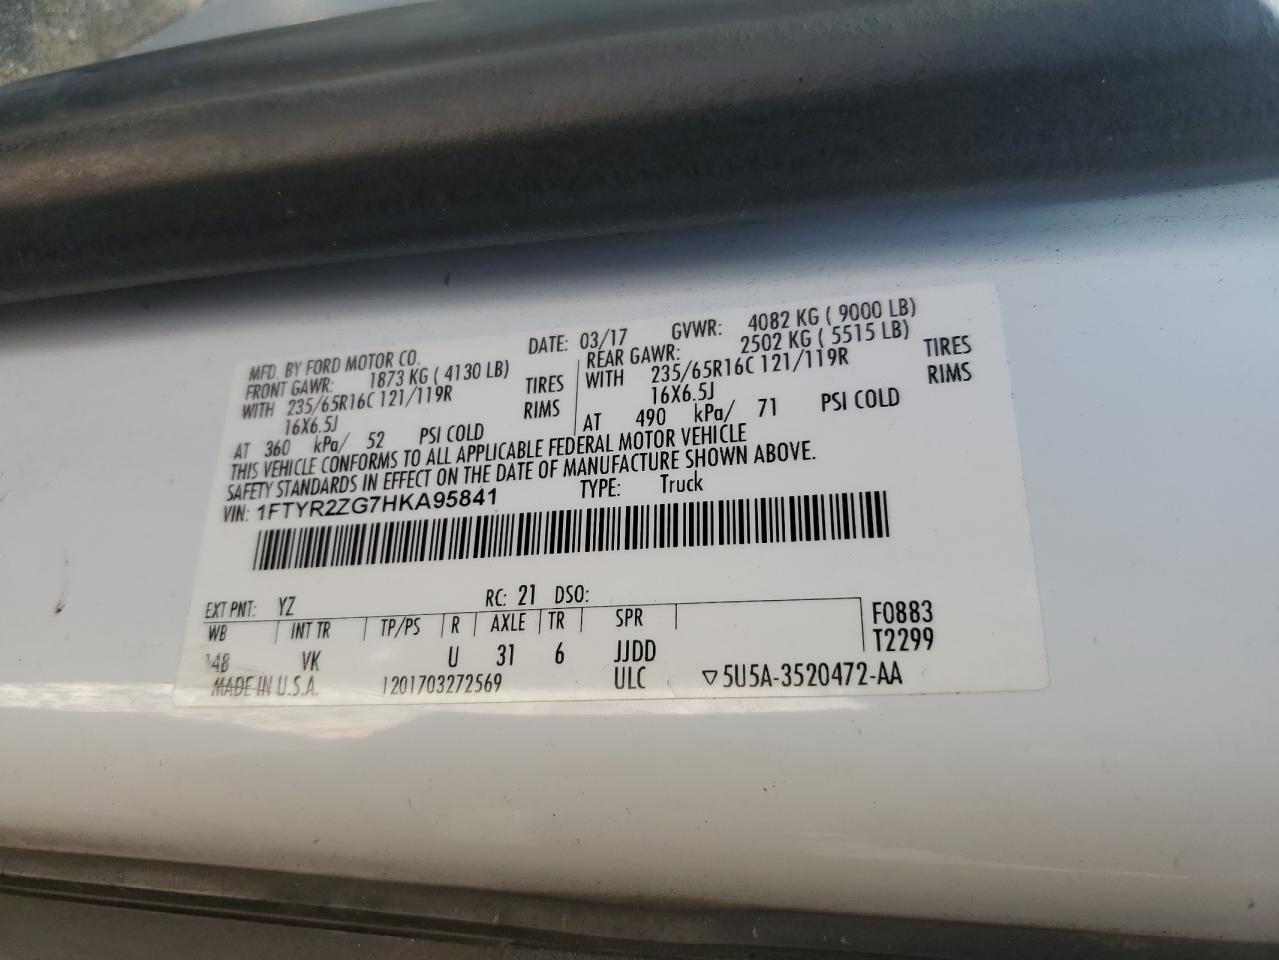 MFD. BY FORD MOTOR CO. DATE: 03/17 GVWR: 4082 KG ( 9000 LB)
FRONT GAWR: 1873 KG ( 4130 LB) REAR GAWR: 2502 KG ( 5515 LB)
WITH 235/65R16C 121/119R TIRES WITH 235/65R16C 121/119R TIRES
16X6.5J RIMS 16X6.5J RIMS
AT 360 kPa/ 52 PSI COLD AT 490 kPa/ 71 PSI COLD
THIS VEHICLE CONFORMS TO ALL APPLICABLE FEDERAL MOTOR VEHICLE
SAFETY STANDARDS IN EFFECT ON THE DATE OF MANUFACTURE SHOWN ABOVE.
VIN: 1FTYR2ZG7HKA95841 TYPE: Truck
EXT PNT: YZ RC: 21 DSO:
WB INT TR TP/PS R AXLE TR SPR F0883
T2299
148 VK U 31 6 JJDD
MADE IN U.S.A. 1201703272569 ULC ▽5U5A-3520472-AA